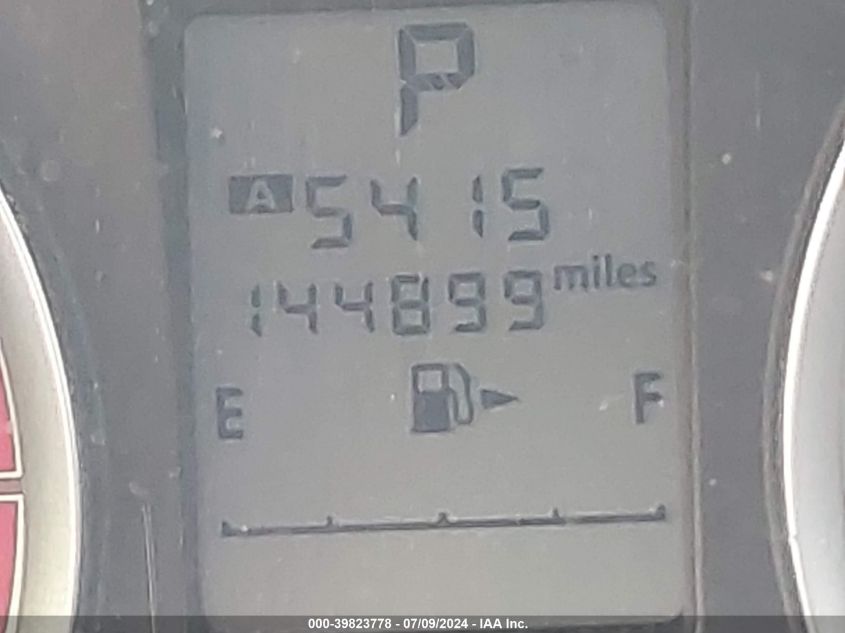 P
A 5415
144899 miles
E F
000-39823778 - 07/09/2024 - IAA Inc.